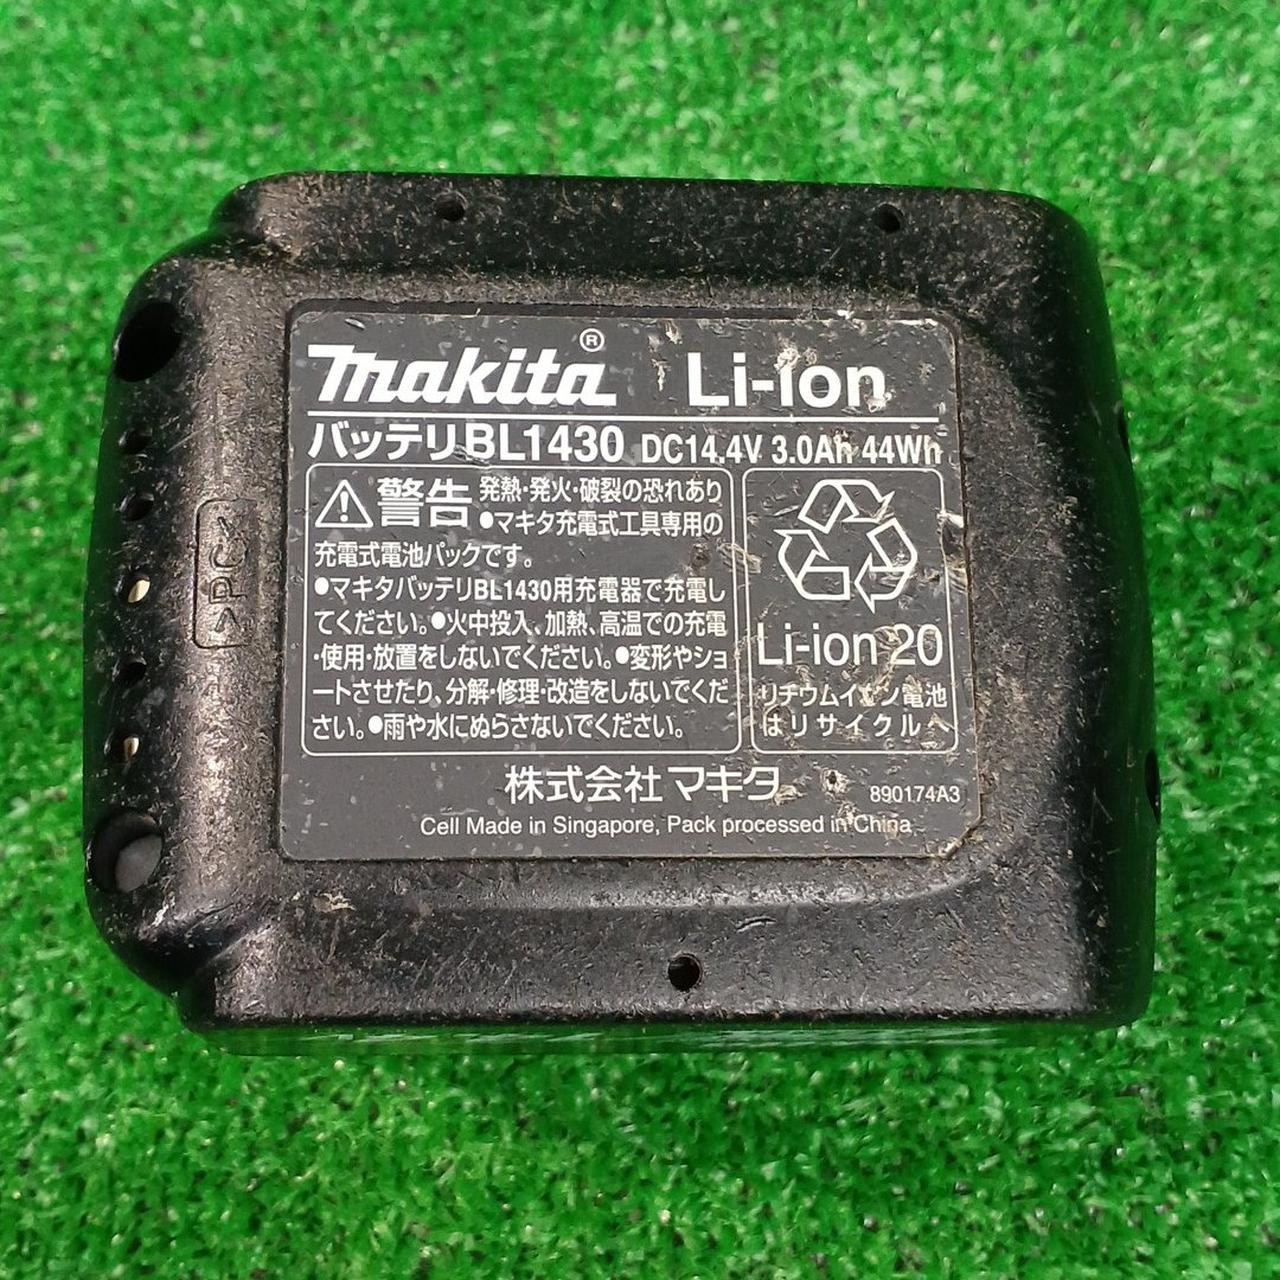 makita® Li-ion
バッテリBL1430 DC14.4V 3.0Ah 44Wh
⚠警告 発熱・発火・破裂の恐れあり
●マキタ充電式工具専用の
充電式電池パックです。
●マキタバッテリBL1430用充電器で充電し
てください。●火中投入、加熱、高温での充電
・使用・放置をしないでください。●変形やショ
ートさせたり、分解・修理・改造をしないでくだ
さい。●雨や水にぬらさないでください。
Li-ion 20
リチウムイオン電池
はリサイクルへ
株式会社マキタ 890174A3
Cell Made in Singapore, Pack processed in China
>PC<